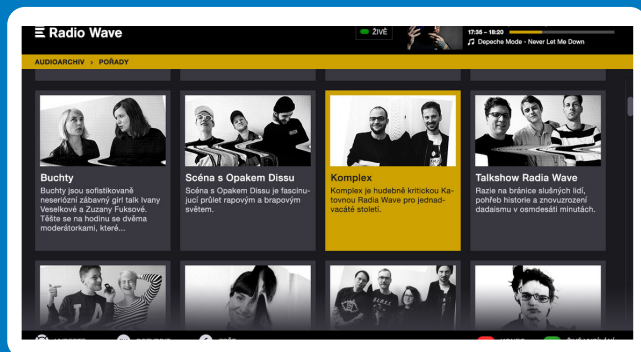 Radio Wave
ŽIVĚ
17:35 – 18:20
Depeche Mode - Never Let Me Down
AUDIOARCHIV › POŘADY
Buchty
Buchty jsou sofistikovaně
neseriózní zábavný girl talk Ivany
Veselkové a Zuzany Fuksové.
Těšte se na hodinu se dvěma
moderátorkami, které...
Scéna s Opakem Dissu
Scéna s Opakem Dissu je fascinu-
jucí průlet rapovým a brapovým
světem.
Komplex
Komplex je hudebně kritickou Ka-
tovnou Radia Wave pro jednad-
vacáté století.
Talkshow Radia Wave
Razie na bránice slušných lidí,
pohřeb historie a znovuzrození
dadaismu v osmdesáti minutách.